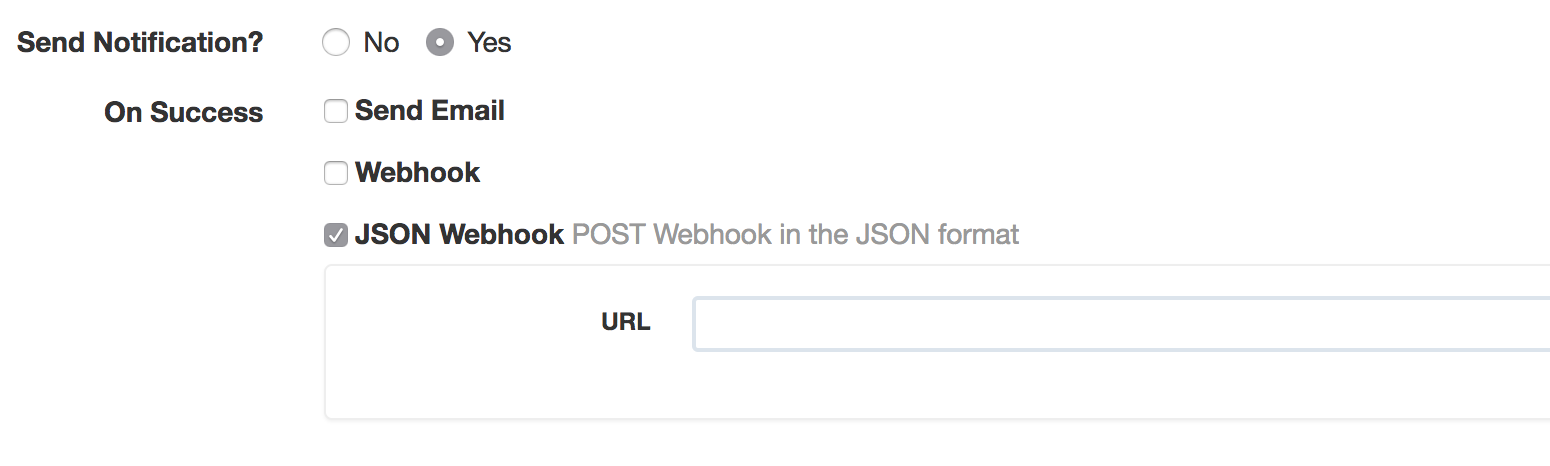 Send Notification? No Yes
On Success Send Email
Webhook
JSON Webhook POST Webhook in the JSON format
URL